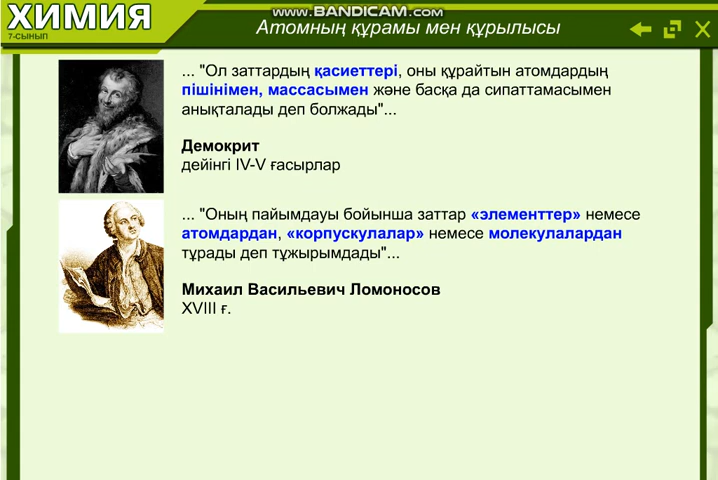 www.BANDICAM.com
ХИМИЯ
7-СЫНЫП
Атомның құрамы мен құрылысы
... "Ол заттардың қасиеттері, оны құрайтын атомдардың
пішінімен, массасымен және басқа да сипаттамасымен
анықталады деп болжады"...
Демокрит
дейінгі IV-V ғасырлар
... "Оның пайымдауы бойынша заттар «элементтер» немесе
атомдардан, «корпускулалар» немесе молекулалардан
тұрады деп тұжырымдады"...
Михаил Васильевич Ломоносов
XVIII ғ.